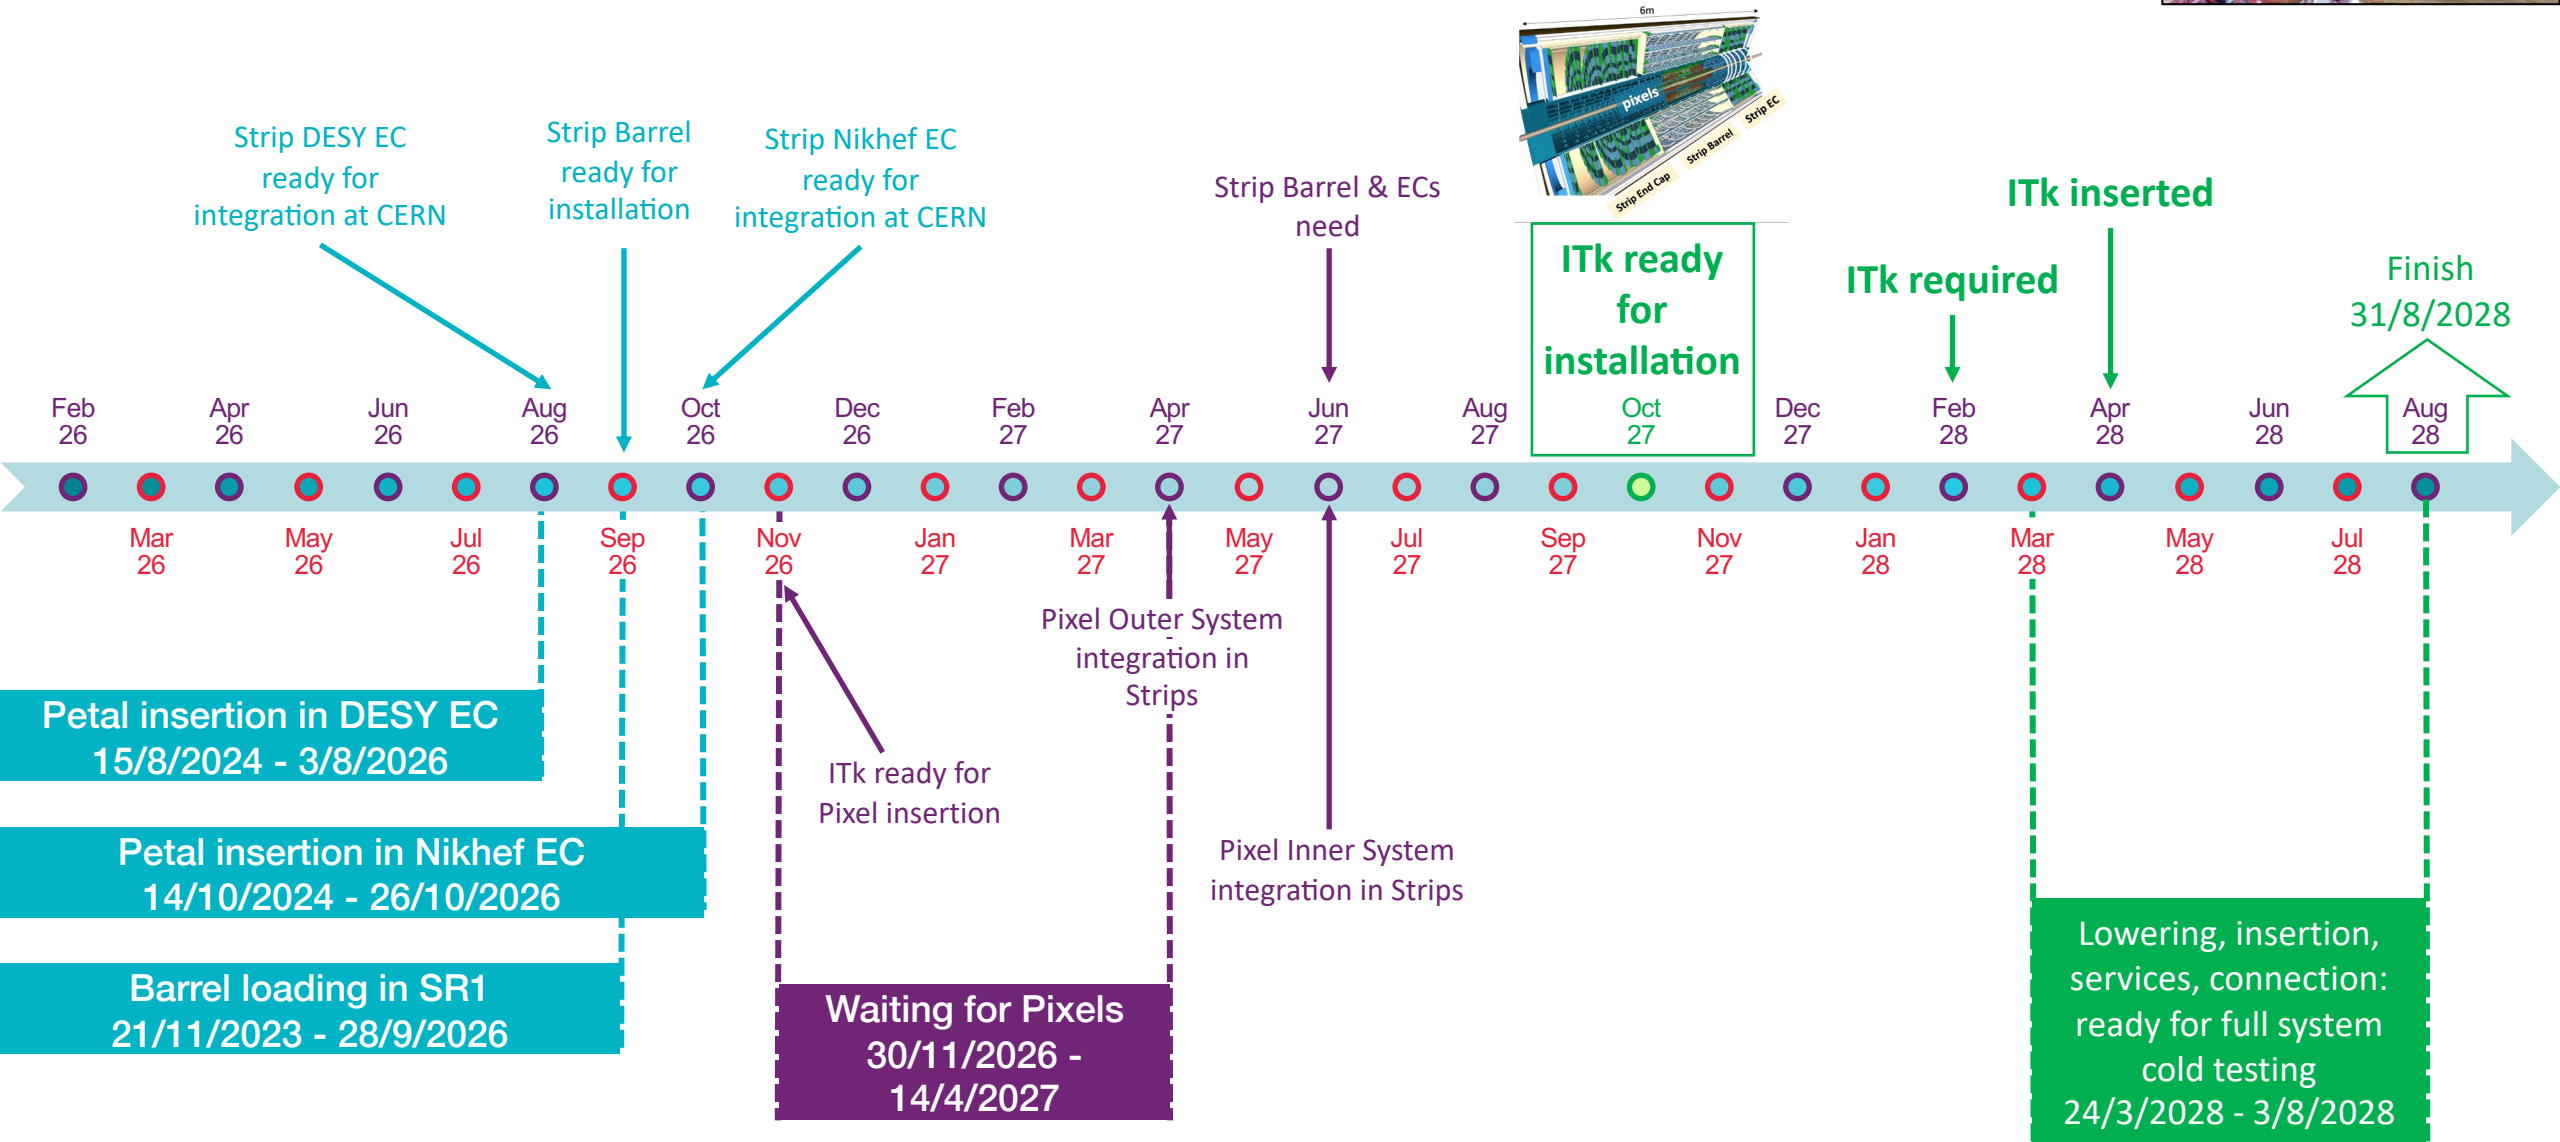 6m
pixels
Strip EC
Strip Barrel
Strip End Cap
Strip DESY EC
ready for
integration at CERN
Strip Barrel
ready for
installation
Strip Nikhef EC
ready for
integration at CERN
Strip Barrel & ECs
need
ITk ready
for
installation
ITk required
ITk inserted
Finish
31/8/2028
Feb
26
Apr
26
Jun
26
Aug
26
Oct
26
Dec
26
Feb
27
Apr
27
Jun
27
Aug
27
Oct
27
Dec
27
Feb
28
Apr
28
Jun
28
Aug
28
Mar
26
May
26
Jul
26
Sep
26
Nov
26
Jan
27
Mar
27
May
27
Jul
27
Sep
27
Nov
27
Jan
28
Mar
28
May
28
Jul
28
Pixel Outer System
integration in
Strips
ITk ready for
Pixel insertion
Pixel Inner System
integration in Strips
Petal insertion in DESY EC
15/8/2024 - 3/8/2026
Petal insertion in Nikhef EC
14/10/2024 - 26/10/2026
Barrel loading in SR1
21/11/2023 - 28/9/2026
Waiting for Pixels
30/11/2026 -
14/4/2027
Lowering, insertion,
services, connection:
ready for full system
cold testing
24/3/2028 - 3/8/2028